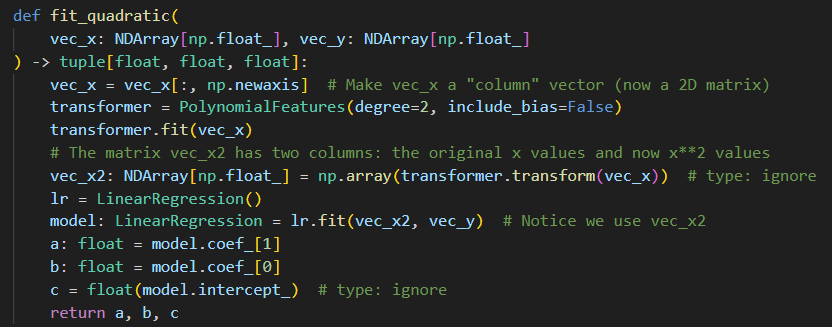 def fit_quadratic(
    vec_x: NDArray[np.float_], vec_y: NDArray[np.float_]
) -> tuple[float, float, float]:
    vec_x = vec_x[:, np.newaxis]  # Make vec_x a "column" vector (now a 2D matrix)
    transformer = PolynomialFeatures(degree=2, include_bias=False)
    transformer.fit(vec_x)
    # The matrix vec_x2 has two columns: the original x values and now x**2 values
    vec_x2: NDArray[np.float_] = np.array(transformer.transform(vec_x))  # type: ignore
    lr = LinearRegression()
    model: LinearRegression = lr.fit(vec_x2, vec_y)  # Notice we use vec_x2
    a: float = model.coef_[1]
    b: float = model.coef_[0]
    c = float(model.intercept_)  # type: ignore
    return a, b, c